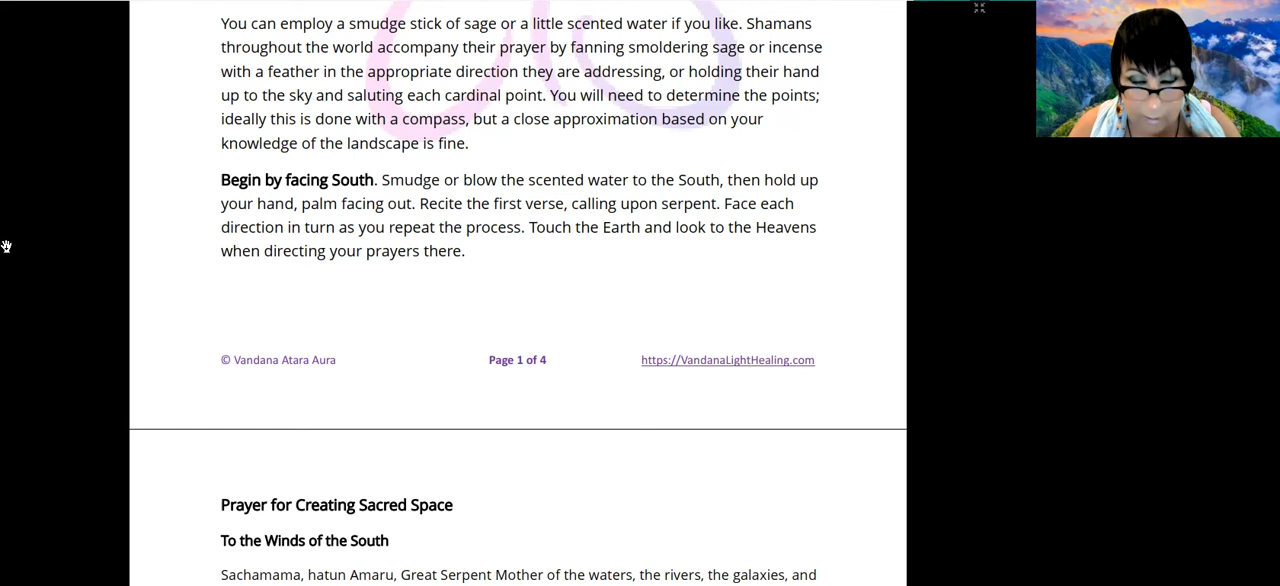 You can employ a smudge stick of sage or a little scented water if you like. Shamans
throughout the world accompany their prayer by fanning smoldering sage or incense
with a feather in the appropriate direction they are addressing, or holding their hand
up to the sky and saluting each cardinal point. You will need to determine the points;
ideally this is done with a compass, but a close approximation based on your
knowledge of the landscape is fine.
Begin by facing South. Smudge or blow the scented water to the South, then hold up
your hand, palm facing out. Recite the first verse, calling upon serpent. Face each
direction in turn as you repeat the process. Touch the Earth and look to the Heavens
when directing your prayers there.
© Vandana Atara Aura Page 1 of 4 https://VandanaLightHealing.com
Prayer for Creating Sacred Space
To the Winds of the South
Sachamama, hatun Amaru, Great Serpent Mother of the waters, the rivers, the galaxies, and